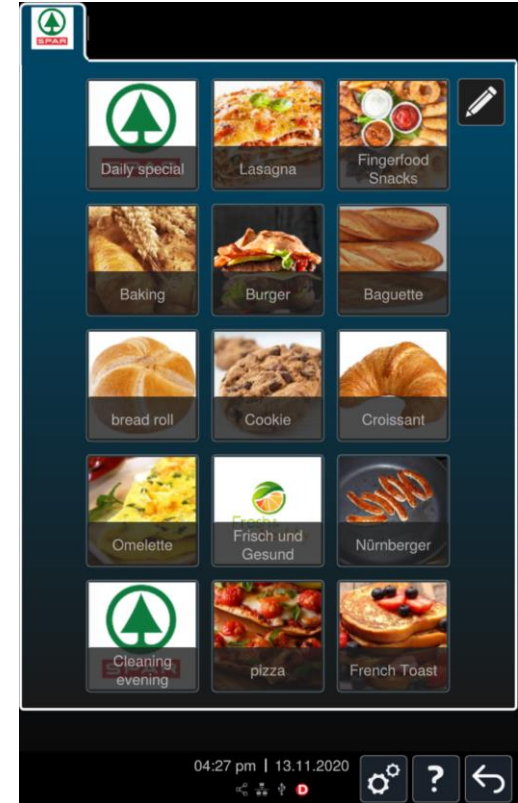 SPAR
Daily special
Lasagna
Fingerfood
Snacks
Baking
Burger
Baguette
bread roll
Cookie
Croissant
Omelette
Frisch und
Gesund
Nürnberger
SPAR
Cleaning
evening
pizza
French Toast
04:27 pm | 13.11.2020
D
?